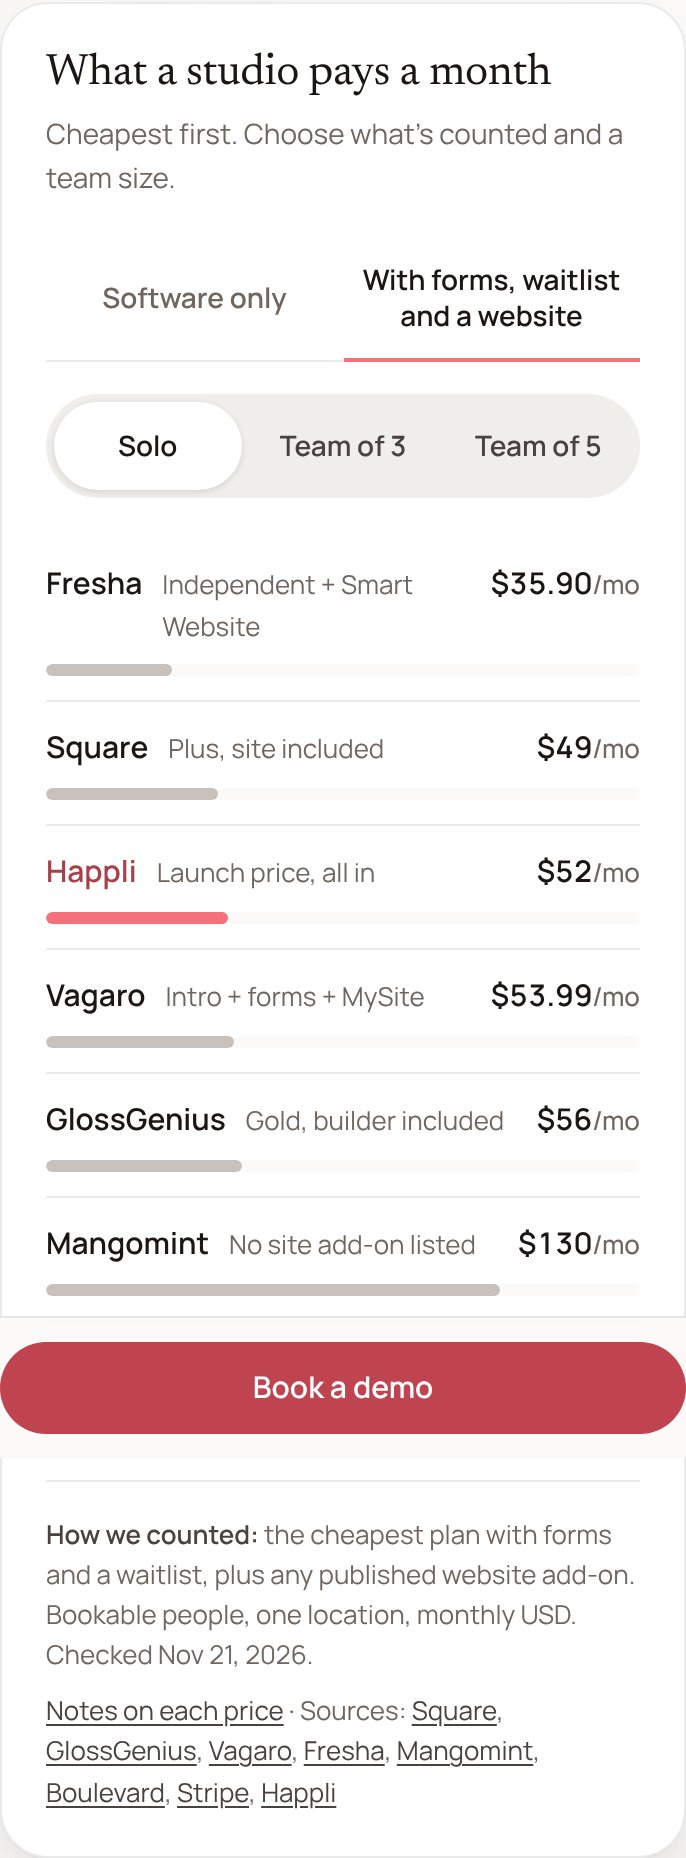 What a studio pays a month
Cheapest first. Choose what's counted and a
team size.
Software only
With forms, waitlist
and a website
Solo
Team of 3
Team of 5
Fresha Independent + Smart $35.90/mo
Website
Square Plus, site included $49/mo
Happli Launch price, all in $52/mo
Vagaro Intro + forms + MySite $53.99/mo
GlossGenius Gold, builder included $56/mo
Mangomint No site add-on listed $130/mo
Book a demo
How we counted: the cheapest plan with forms
and a waitlist, plus any published website add-on.
Bookable people, one location, monthly USD.
Checked Nov 21, 2026.
Notes on each price · Sources: Square,
GlossGenius, Vagaro, Fresha, Mangomint,
Boulevard, Stripe, Happli